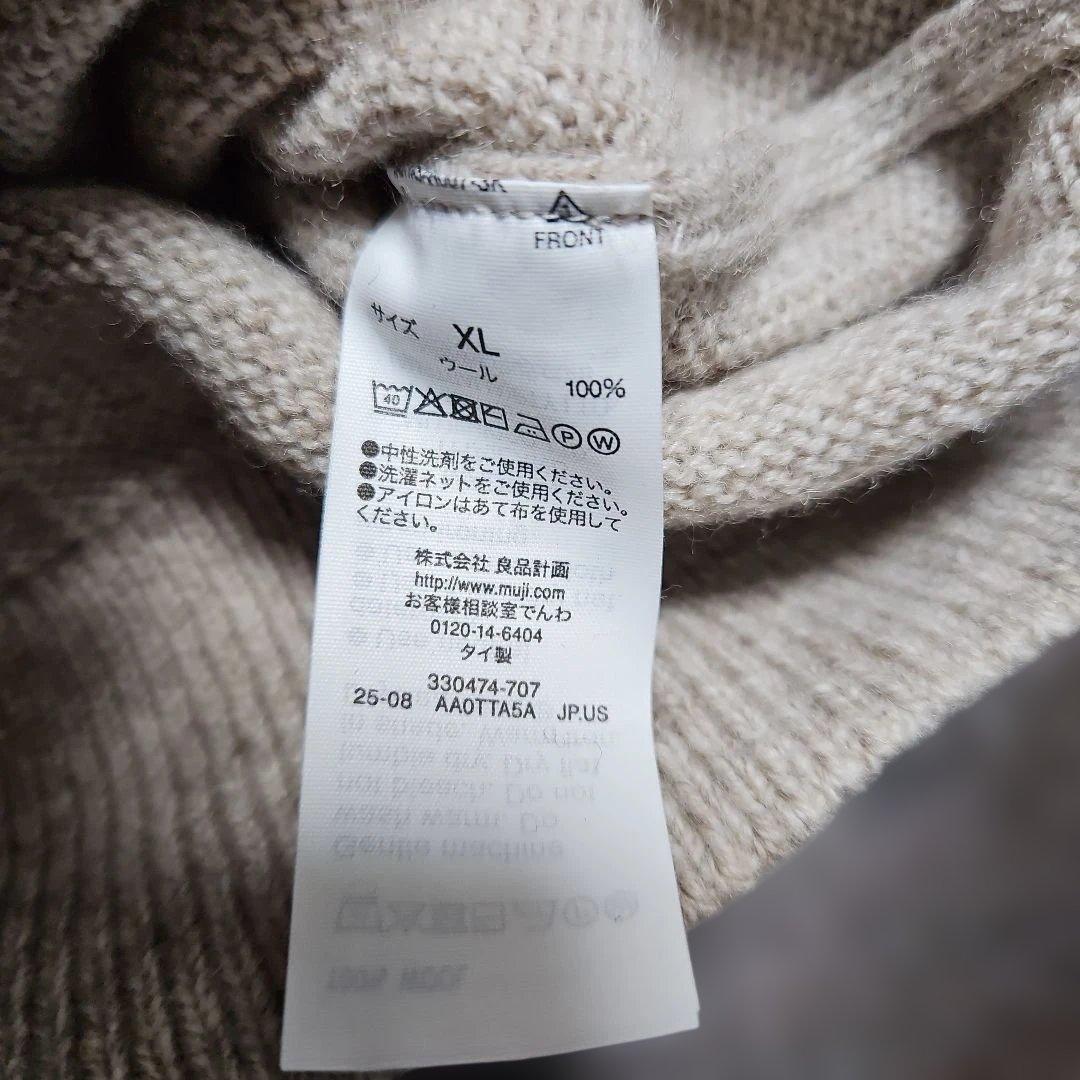 FRONT
サイズ XL
ウール 100%
40 P W
●中性洗剤をご使用ください。
●洗濯ネットをご使用ください。
●アイロンはあて布を使用して
ください。
株式会社 良品計画
http://www.muji.com
お客様相談室でんわ
0120-14-6404
タイ製
330474-707
25-08 AA0TTA5A JP.US